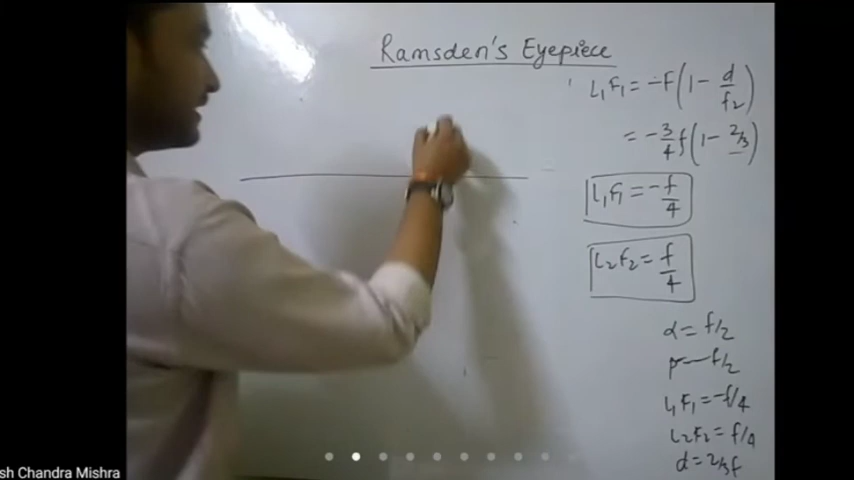 Ramsden's Eyepiece
L₁F₁ = -F(1 - d/f₂)
= -3/4 f(1 - 2/3)
L₁F₁ = -f/4
L₂F₂ = f/4
α = f/2
β = -f/2
L₁F₁ = -f/4
L₂F₂ = f/4
d = 2/3f
sh Chandra Mishra